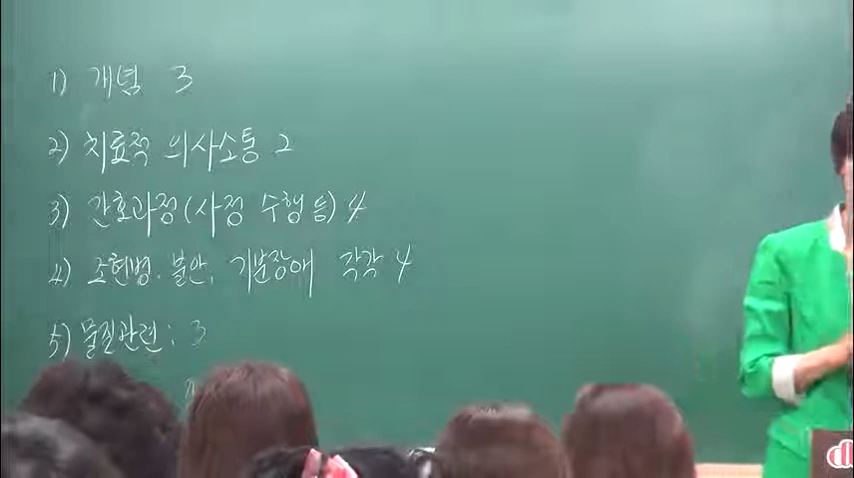 1) 개념 3
2) 치료적 의사소통 2
3) 간호과정(사정 수행 등) 4
4) 조현병. 불안, 기분장애 각각 4
5) 물질관련: 3